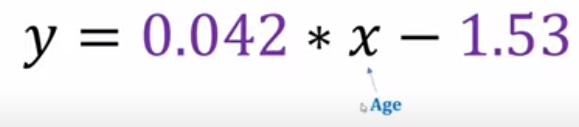 y = 0.042 * x − 1.53
Age